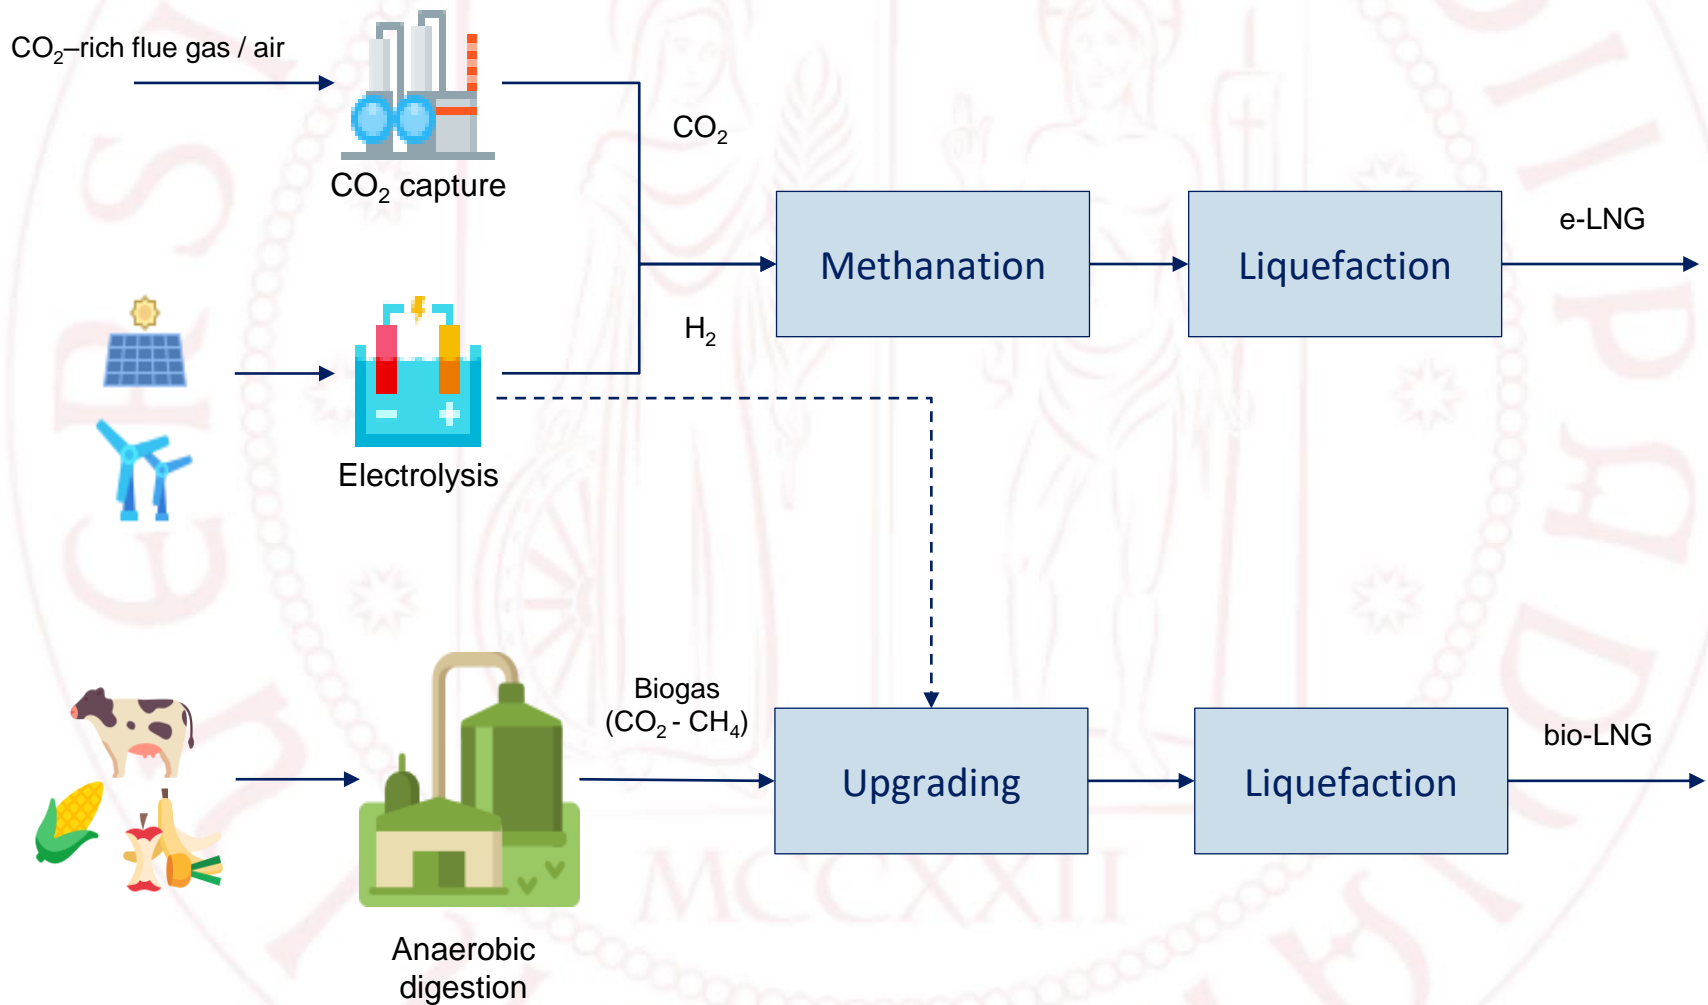 CO₂–rich flue gas / air
CO₂ capture
CO₂
Methanation
Liquefaction
e-LNG
H₂
- +
Electrolysis
Biogas
(CO₂ - CH₄)
Upgrading
Liquefaction
bio-LNG
MCCXXII
Anaerobic
digestion